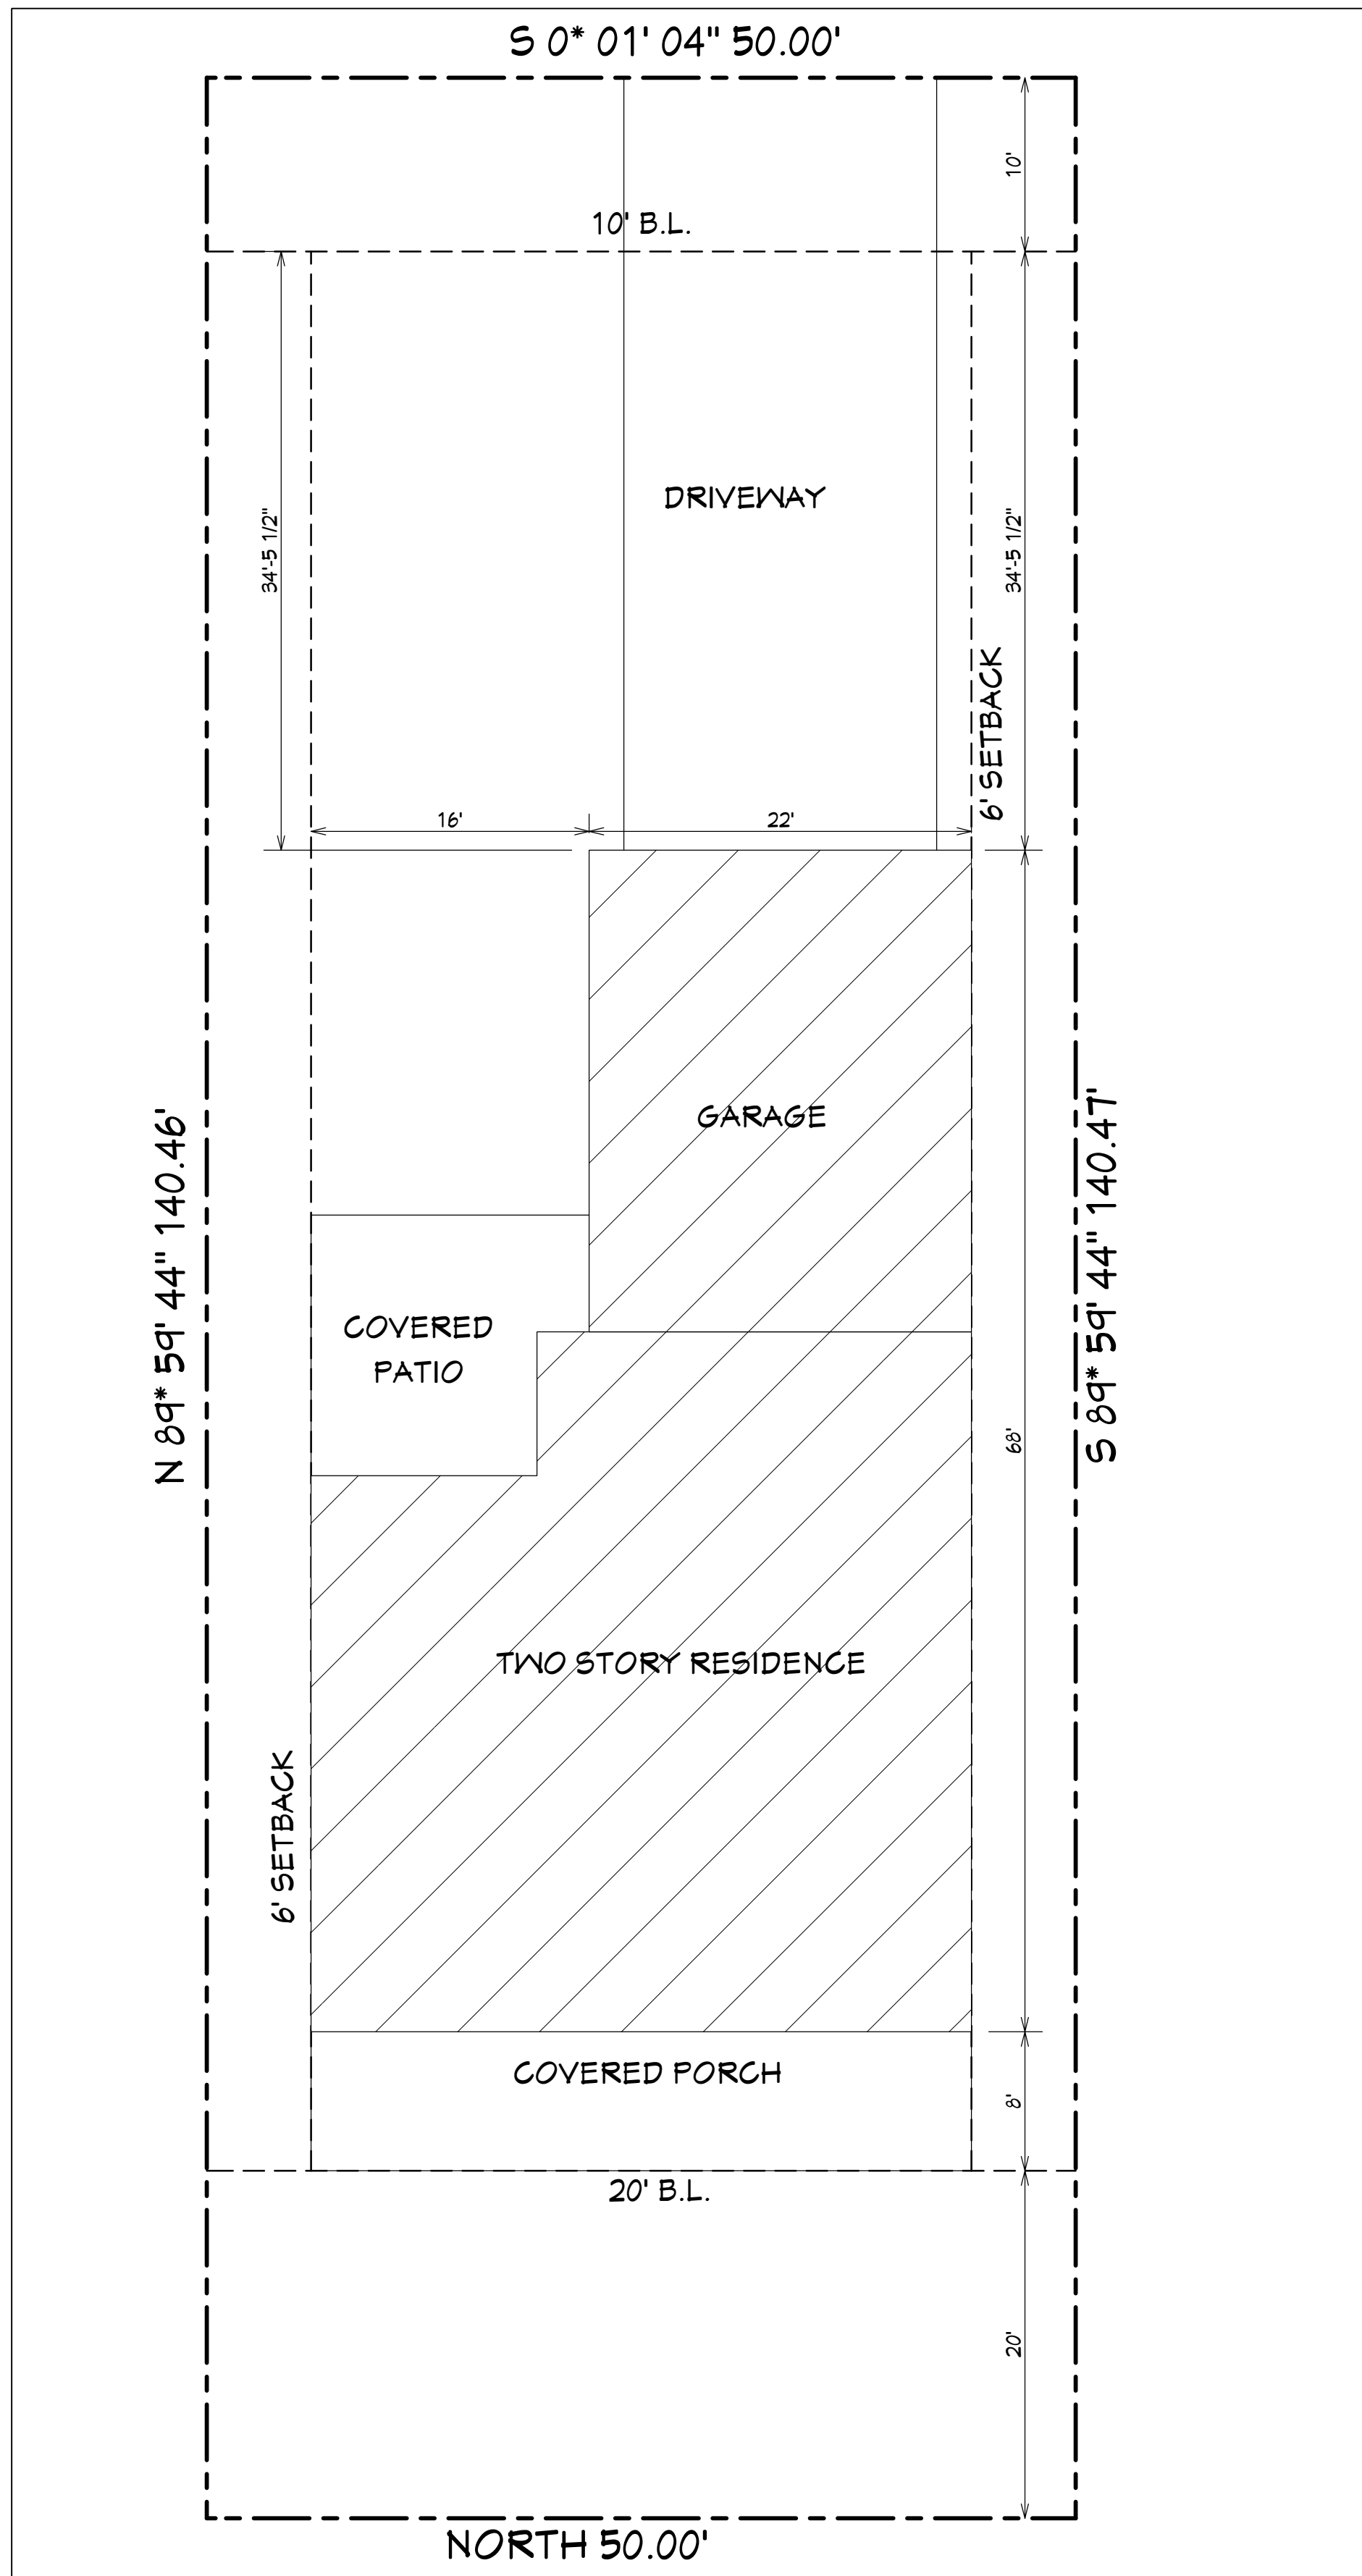 S 0* 01' 04" 50.00'
10'
10' B.L.
DRIVEWAY
34'-5 1/2"
34'-5 1/2"
6' SETBACK
16'
22'
GARAGE
N 89* 59' 44" 140.46'
S 89* 59' 44" 140.47'
COVERED
PATIO
68'
TWO STORY RESIDENCE
6' SETBACK
COVERED PORCH
8'
20' B.L.
20'
NORTH 50.00'